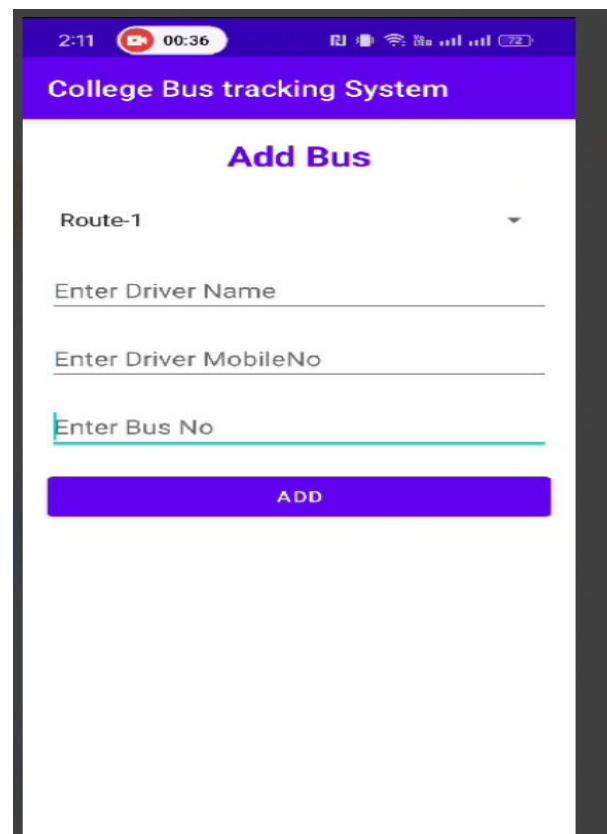 2:11 00:36 72
College Bus tracking System
Add Bus
Route-1
Enter Driver Name
Enter Driver MobileNo
Enter Bus No
ADD